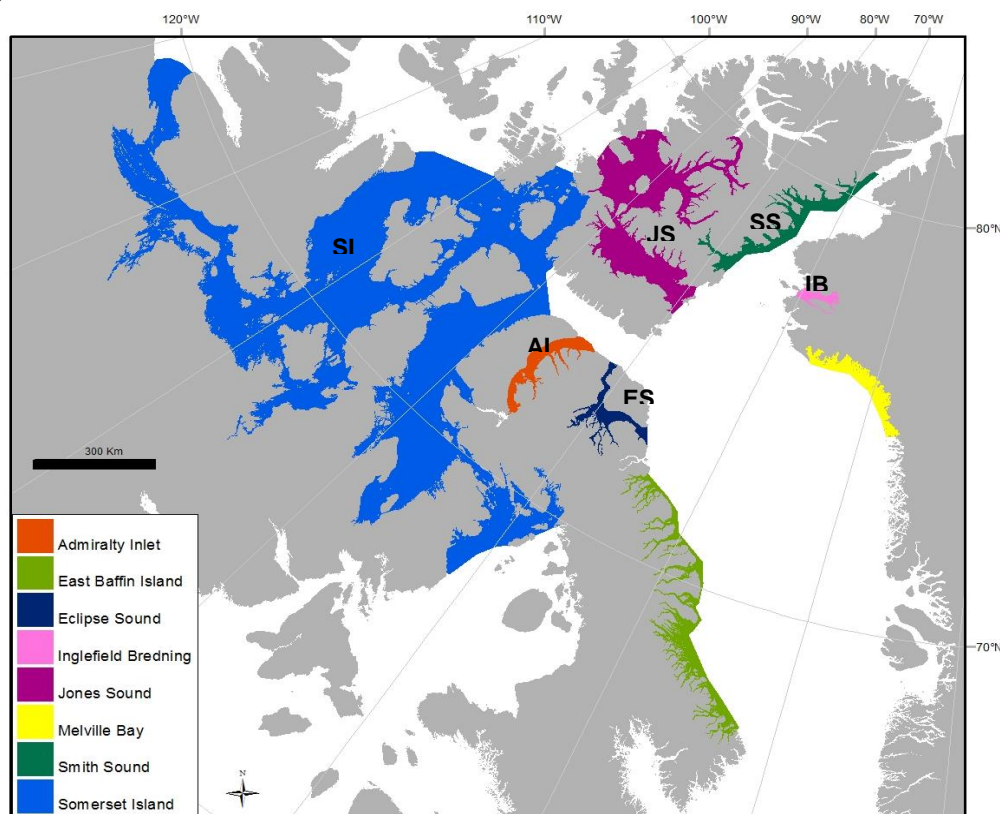 120°W 110°W 100°W 90°W 80°W 70°W
80°N
SI
JS
SS
IB
AI
ES
300 Km
70°N
Admiralty Inlet
East Baffin Island
Eclipse Sound
Inglefield Bredning
Jones Sound
Melville Bay
Smith Sound
Somerset Island
N